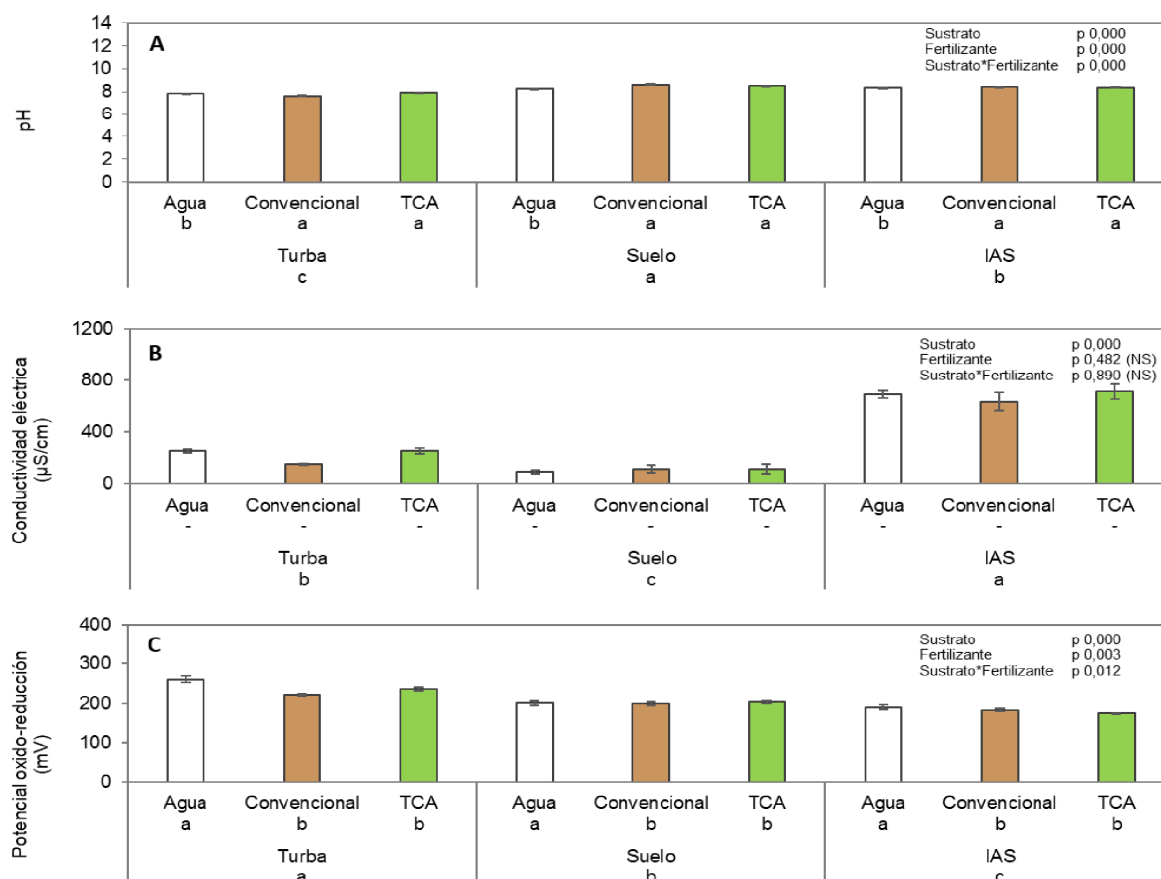 A
Sustrato p 0,000
Fertilizante p 0,000
Sustrato*Fertilizante p 0,000
pH
14
12
10
8
6
4
2
0
Agua Convencional TCA Agua Convencional TCA Agua Convencional TCA
b a a b a a b a a
Turba Suelo IAS
c a b
B
Sustrato p 0,000
Fertilizante p 0,482 (NS)
Sustrato*Fertilizante p 0,890 (NS)
Conductividad eléctrica
(µS/cm)
1200
800
400
0
Agua Convencional TCA Agua Convencional TCA Agua Convencional TCA
- - - - - - - - -
Turba Suelo IAS
b c a
C
Sustrato p 0,000
Fertilizante p 0,003
Sustrato*Fertilizante p 0,012
Potencial oxido-reducción
(mV)
400
300
200
100
0
Agua Convencional TCA Agua Convencional TCA Agua Convencional TCA
a b b a b b a b b
Turba Suelo IAS
a b c